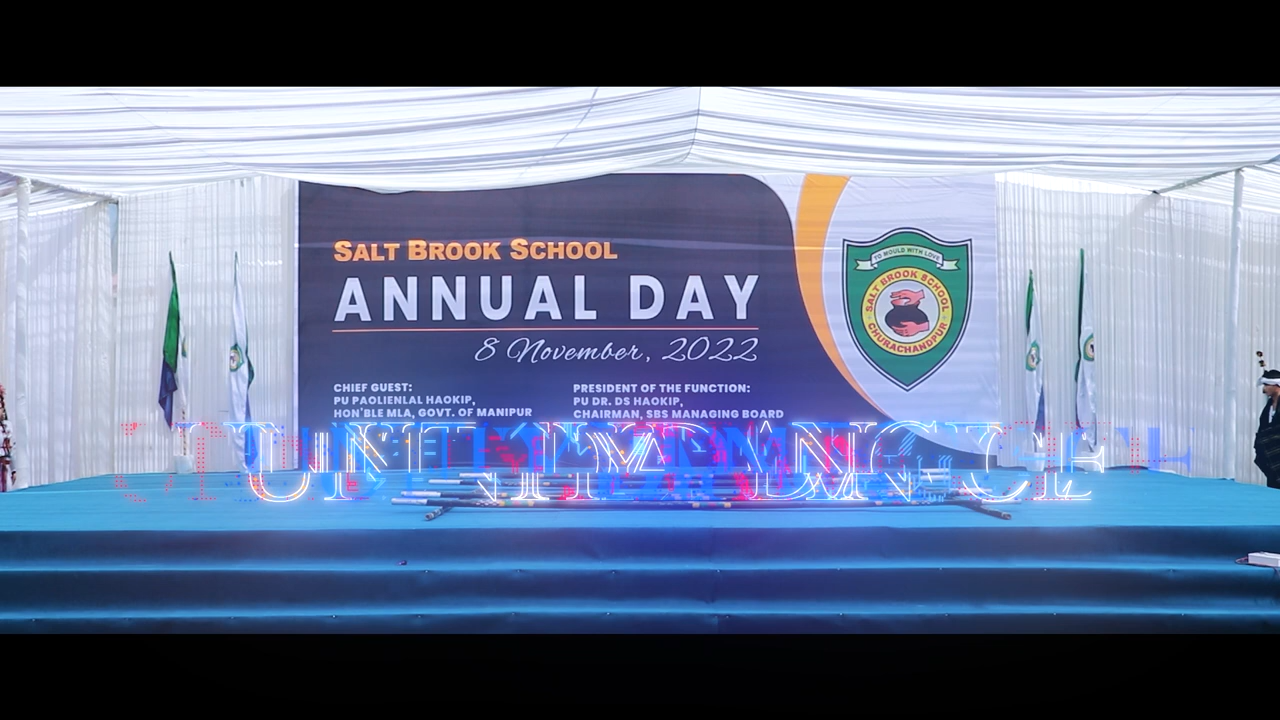 SALT BROOK SCHOOL
ANNUAL DAY
8 November, 2022
CHIEF GUEST:
PU PAOLIENLAL HAOKIP,
HON'BLE MLA, GOVT. OF MANIPUR
PRESIDENT OF THE FUNCTION:
PU DR. DS HAOKIP,
CHAIRMAN, SBS MANAGING BOARD
TO MOULD WITH LOVE
SALT BROOK SCHOOL
CHURACHANDPUR
UNITY DANCE